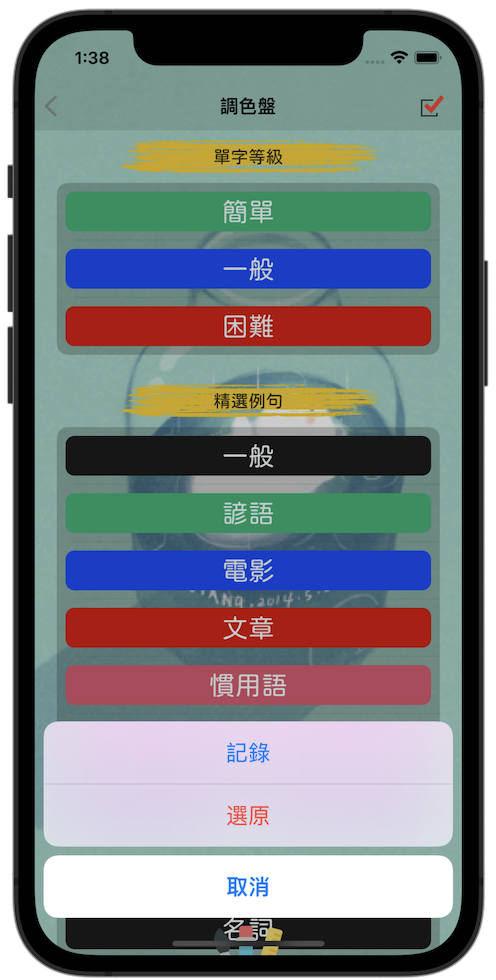 1:38
調色盤
單字等級
簡單
一般
困難
精選例句
一般
諺語
電影
文章
慣用語
記錄
選原
取消
名詞